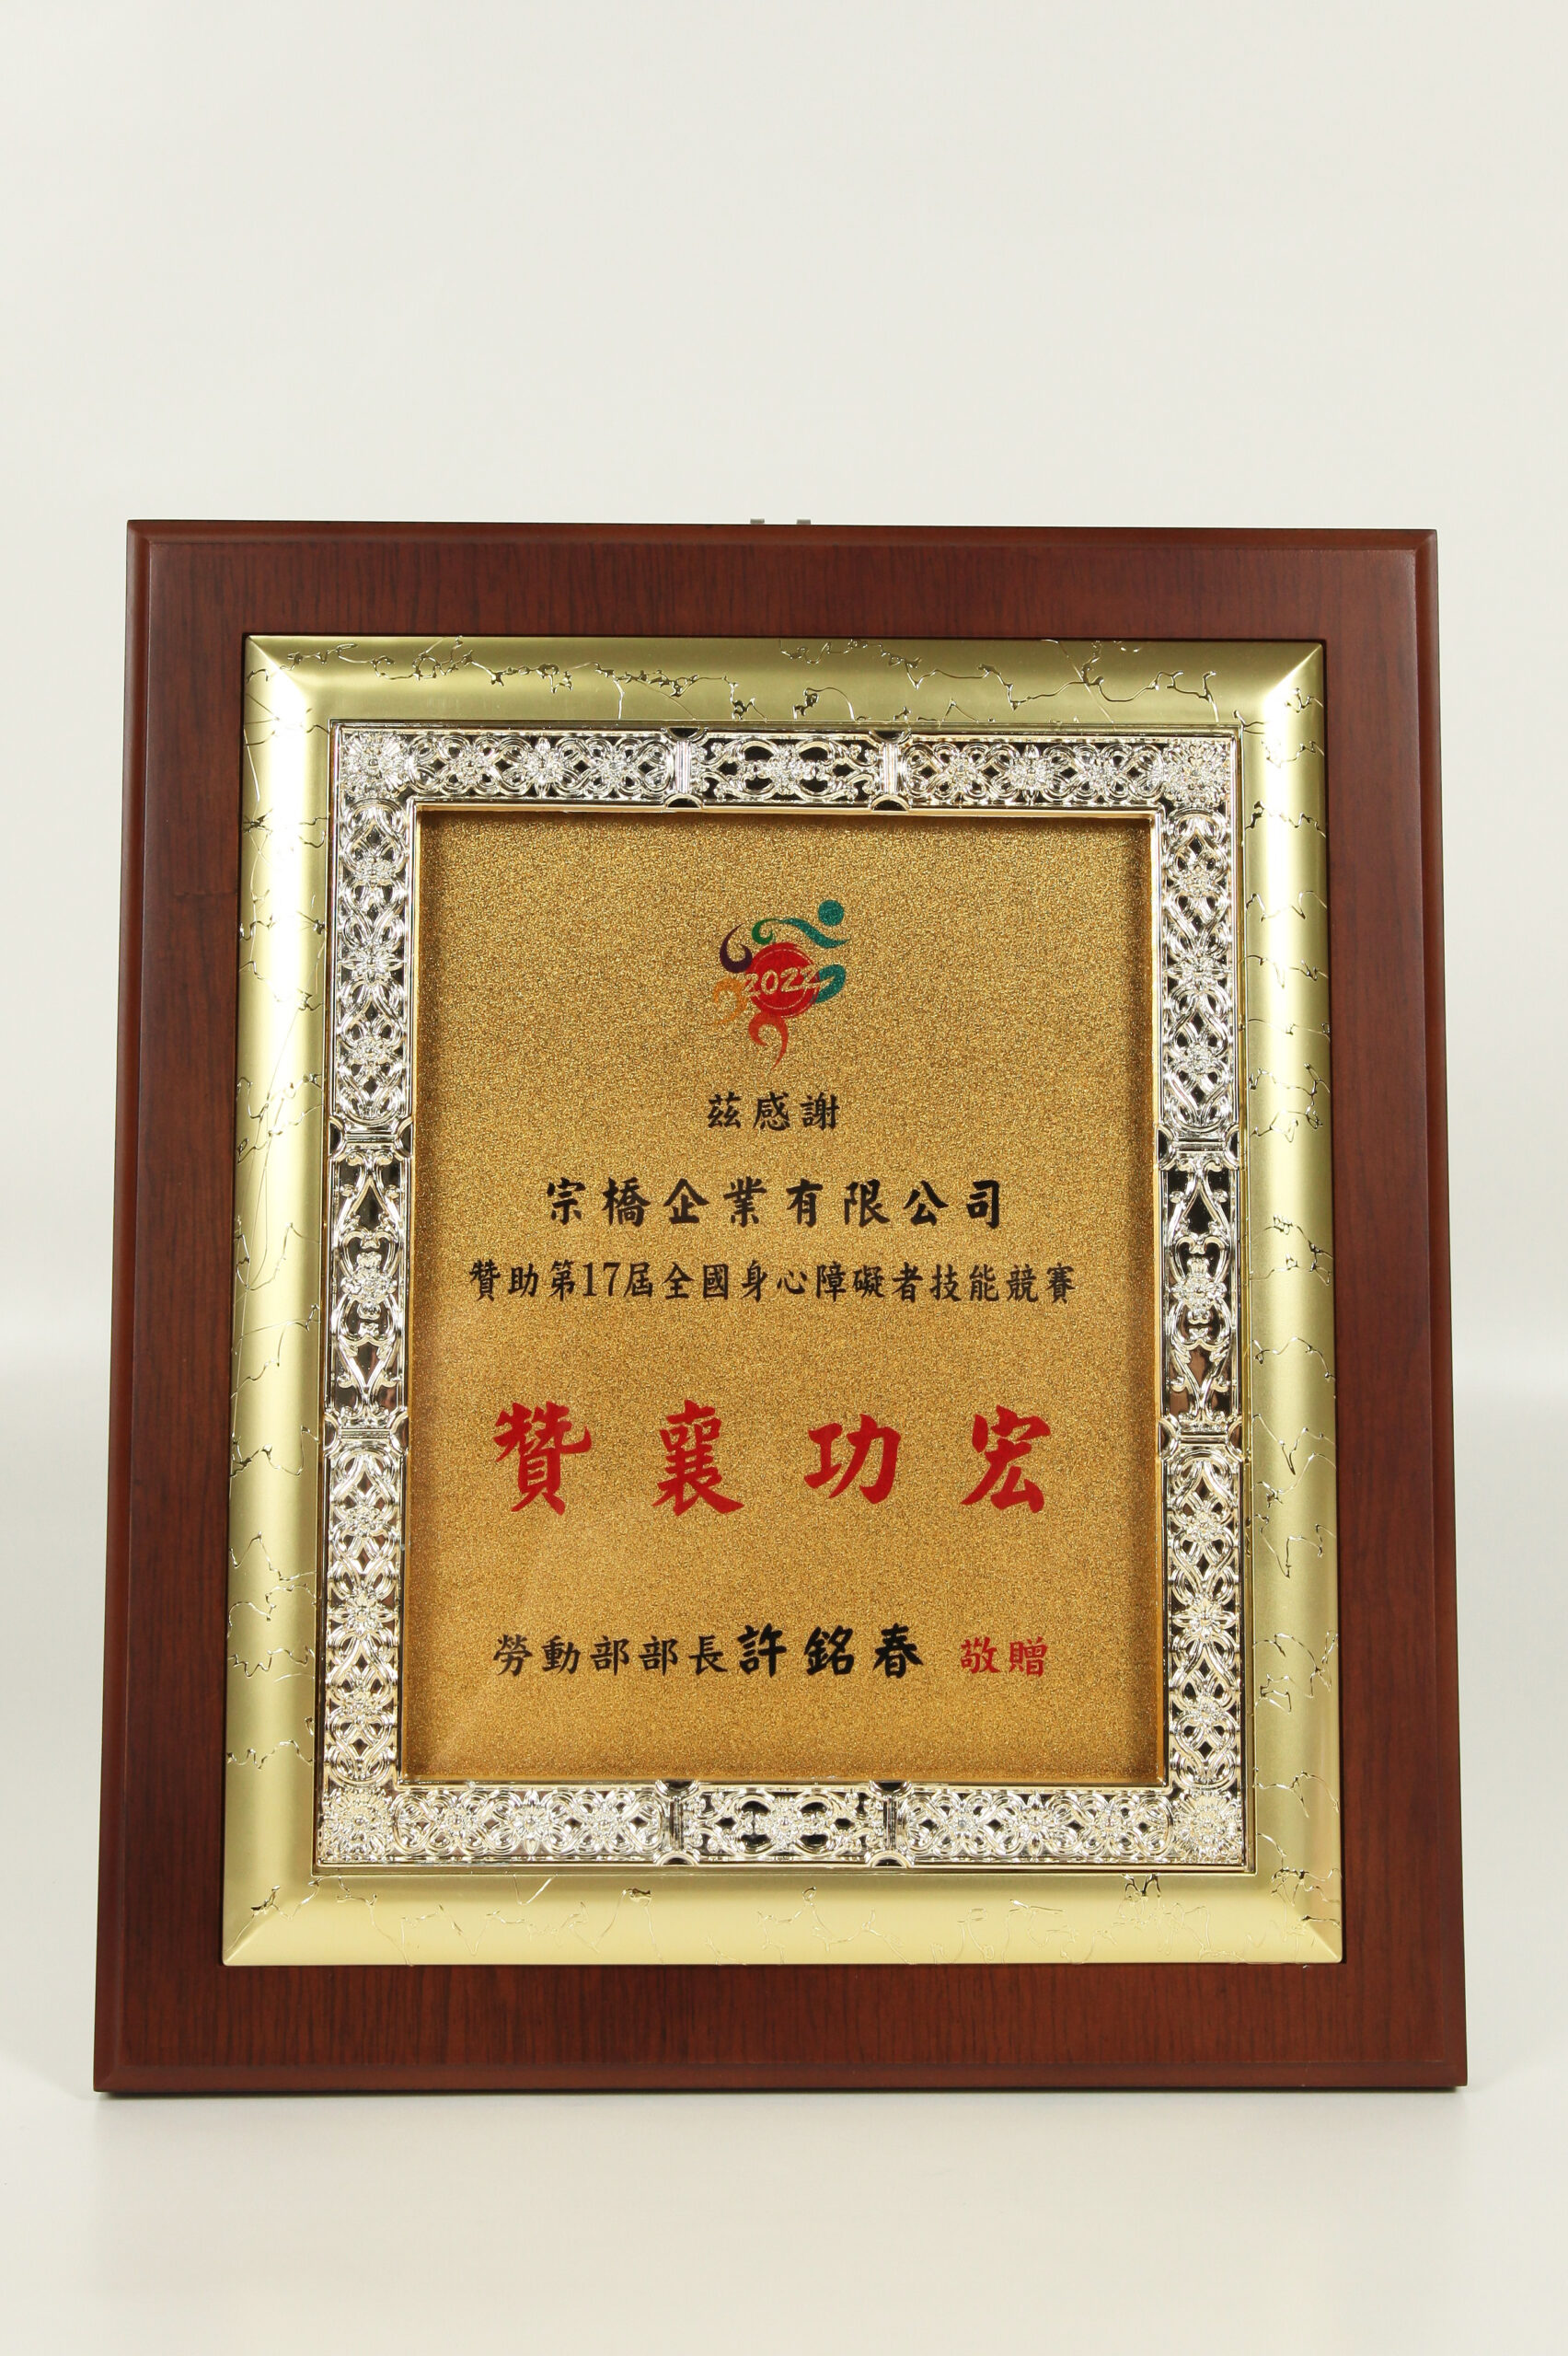 2022
茲感謝
宗橋企業有限公司
贊助第17屆全國身心障礙者技能競賽
贊襄功宏
勞動部部長許銘春 敬贈